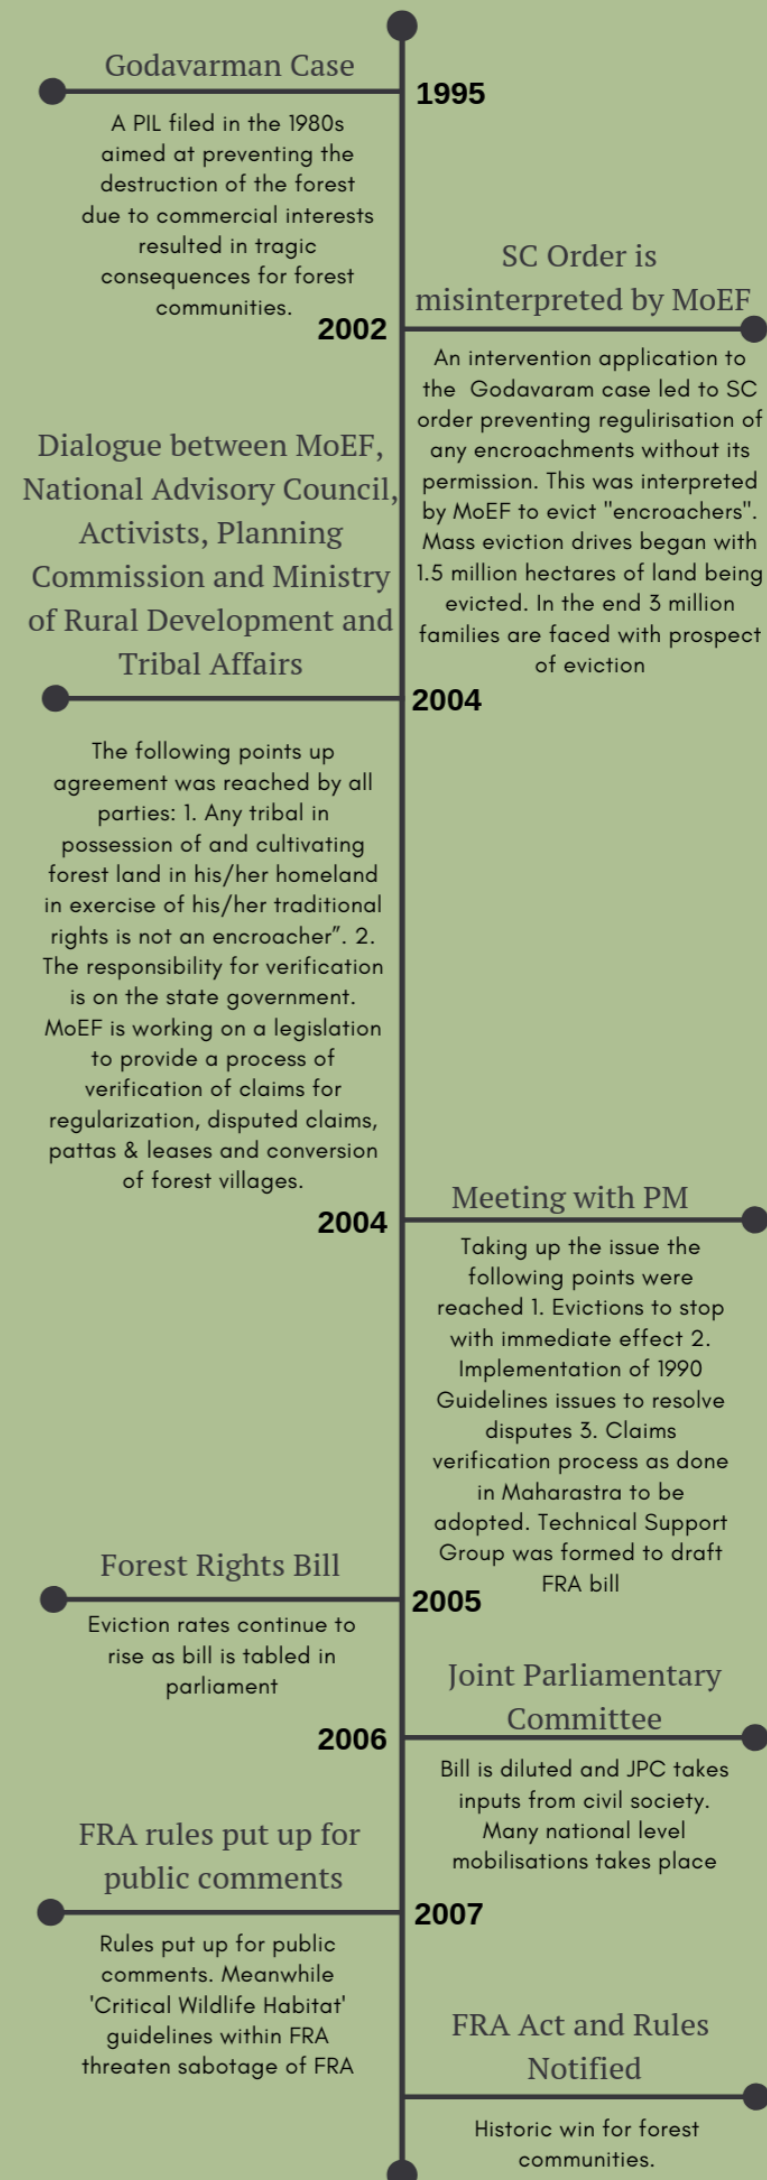 Godavarman Case
1995
A PIL filed in the 1980s
aimed at preventing the
destruction of the forest
due to commercial interests
resulted in tragic
consequences for forest
communities.
SC Order is
misinterpreted by MoEF
2002
An intervention application to
the Godavaram case led to SC
order preventing regulirisation of
any encroachments without its
permission. This was interpreted
by MoEF to evict "encroachers".
Mass eviction drives began with
1.5 million hectares of land being
evicted. In the end 3 million
families are faced with prospect
of eviction
Dialogue between MoEF,
National Advisory Council,
Activists, Planning
Commission and Ministry
of Rural Development and
Tribal Affairs
2004
The following points up
agreement was reached by all
parties: 1. Any tribal in
possession of and cultivating
forest land in his/her homeland
in exercise of his/her traditional
rights is not an encroacher”. 2.
The responsibility for verification
is on the state government.
MoEF is working on a legislation
to provide a process of
verification of claims for
regularization, disputed claims,
pattas & leases and conversion
of forest villages.
Meeting with PM
2004
Taking up the issue the
following points were
reached 1. Evictions to stop
with immediate effect 2.
Implementation of 1990
Guidelines issues to resolve
disputes 3. Claims
verification process as done
in Maharastra to be
adopted. Technical Support
Group was formed to draft
FRA bill
Forest Rights Bill
2005
Eviction rates continue to
rise as bill is tabled in
parliament
Joint Parliamentary
Committee
2006
Bill is diluted and JPC takes
inputs from civil society.
Many national level
mobilisations takes place
FRA rules put up for
public comments
2007
Rules put up for public
comments. Meanwhile
'Critical Wildlife Habitat'
guidelines within FRA
threaten sabotage of FRA
FRA Act and Rules
Notified
Historic win for forest
communities.